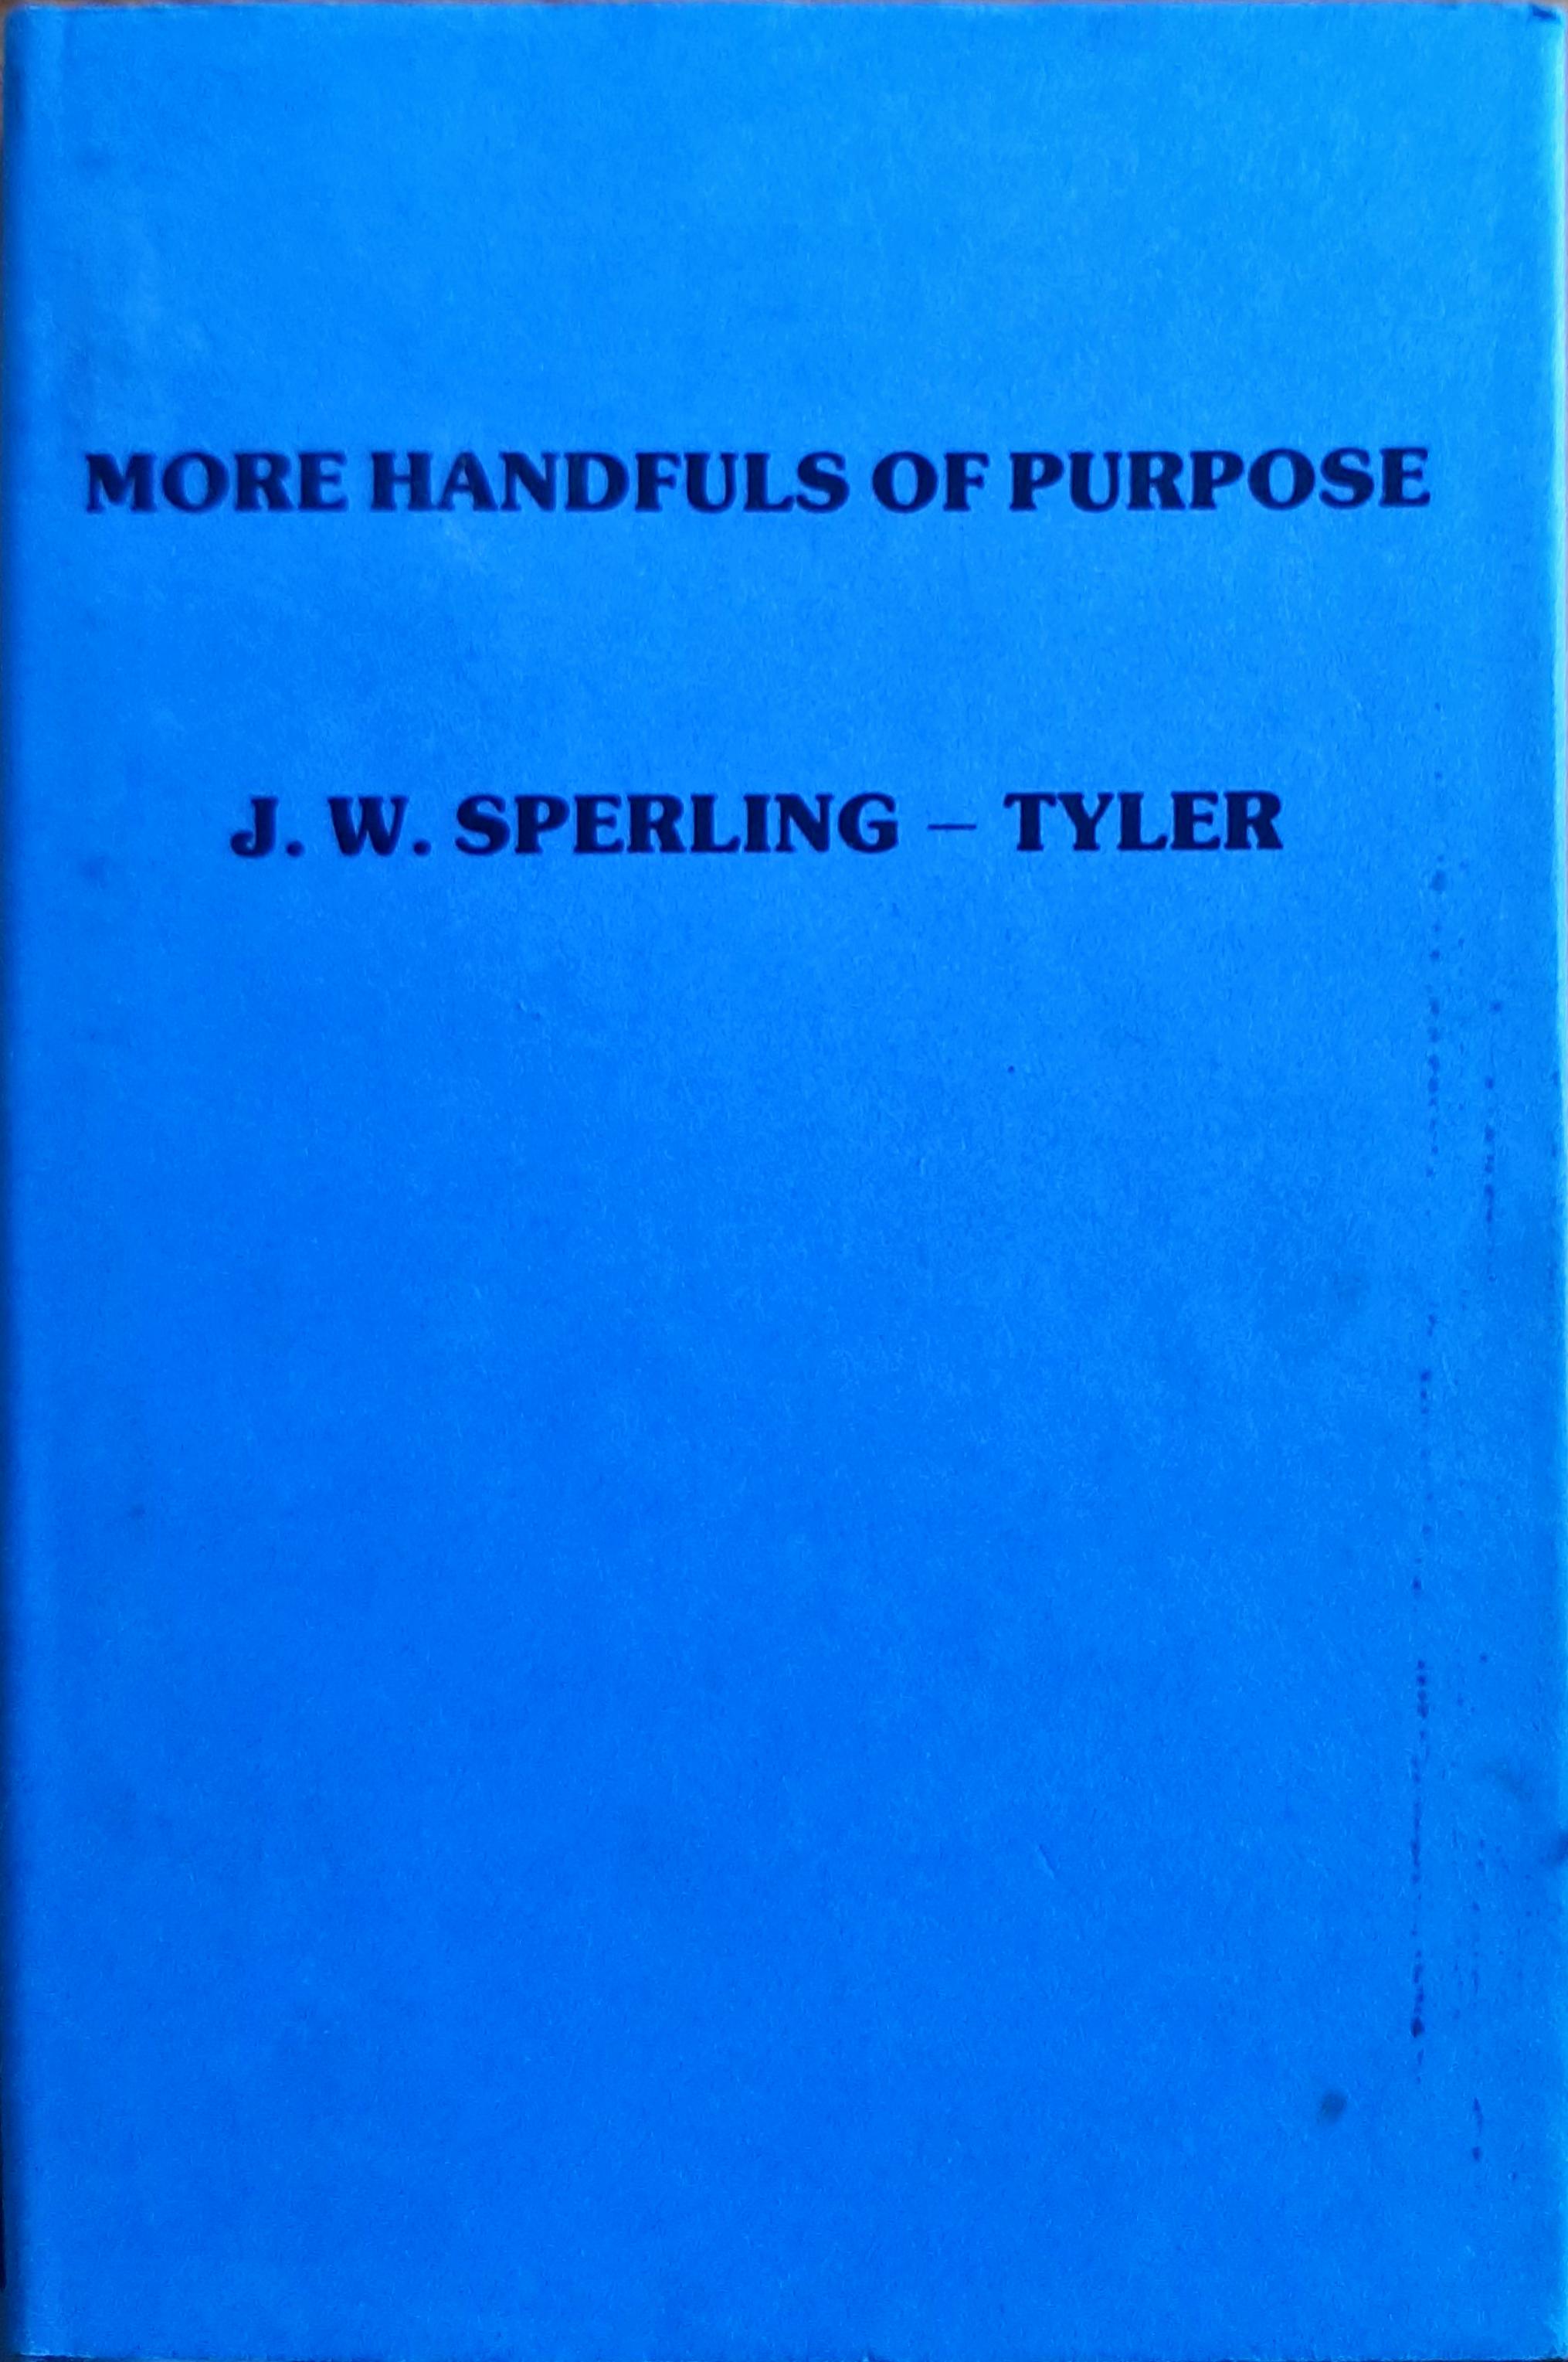 MORE HANDFULS OF PURPOSE
J. W. SPERLING – TYLER